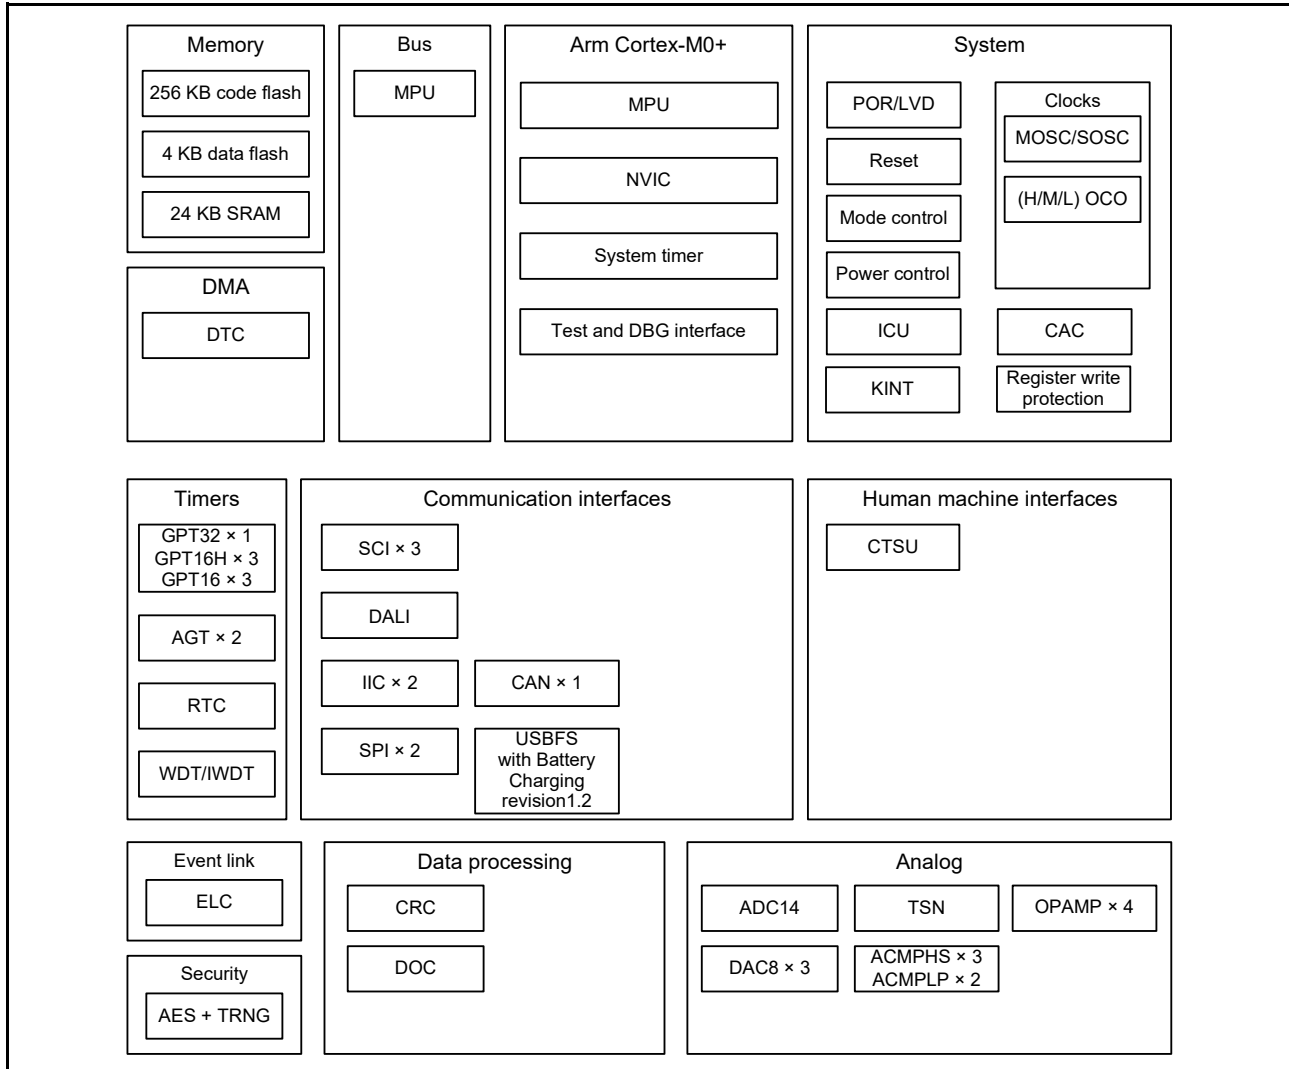 Memory
256 KB code flash
4 KB data flash
24 KB SRAM
DMA
DTC
Bus
MPU
Arm Cortex-M0+
MPU
NVIC
System timer
Test and DBG interface
System
POR/LVD
Reset
Mode control
Power control
ICU
KINT
Clocks
MOSC/SOSC
(H/M/L) OCO
CAC
Register write
protection
Timers
GPT32 × 1
GPT16H × 3
GPT16 × 3
AGT × 2
RTC
WDT/IWDT
Communication interfaces
SCI × 3
DALI
IIC × 2
SPI × 2
CAN × 1
USBFS
with Battery
Charging
revision1.2
Human machine interfaces
CTSU
Event link
ELC
Security
AES + TRNG
Data processing
CRC
DOC
Analog
ADC14
TSN
OPAMP × 4
DAC8 × 3
ACMPHS × 3
ACMPLP × 2